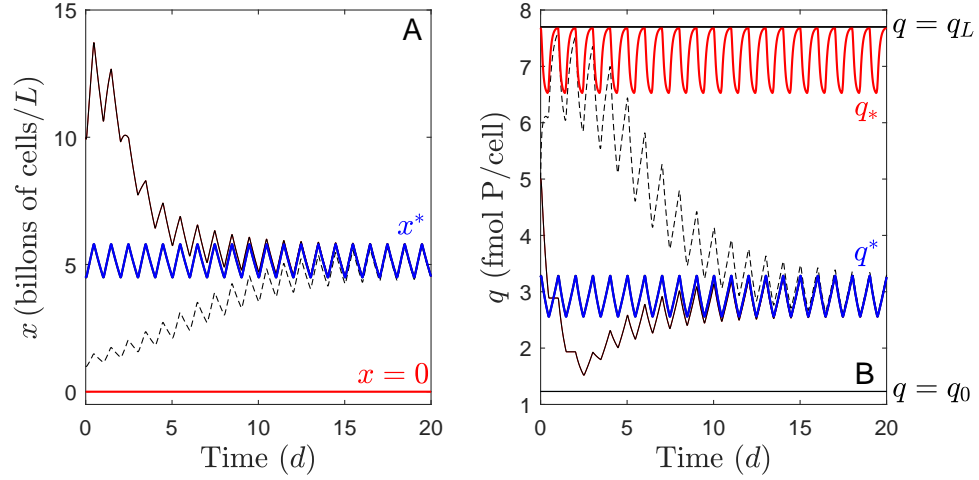 A
x (billons of cells/L)
15
10
5
0
x*
x = 0
0 5 10 15 20
Time (d)
B
q (fmol P/cell)
8
7
6
5
4
3
2
1
q = q_L
q_*
q*
q = q_0
0 5 10 15 20
Time (d)